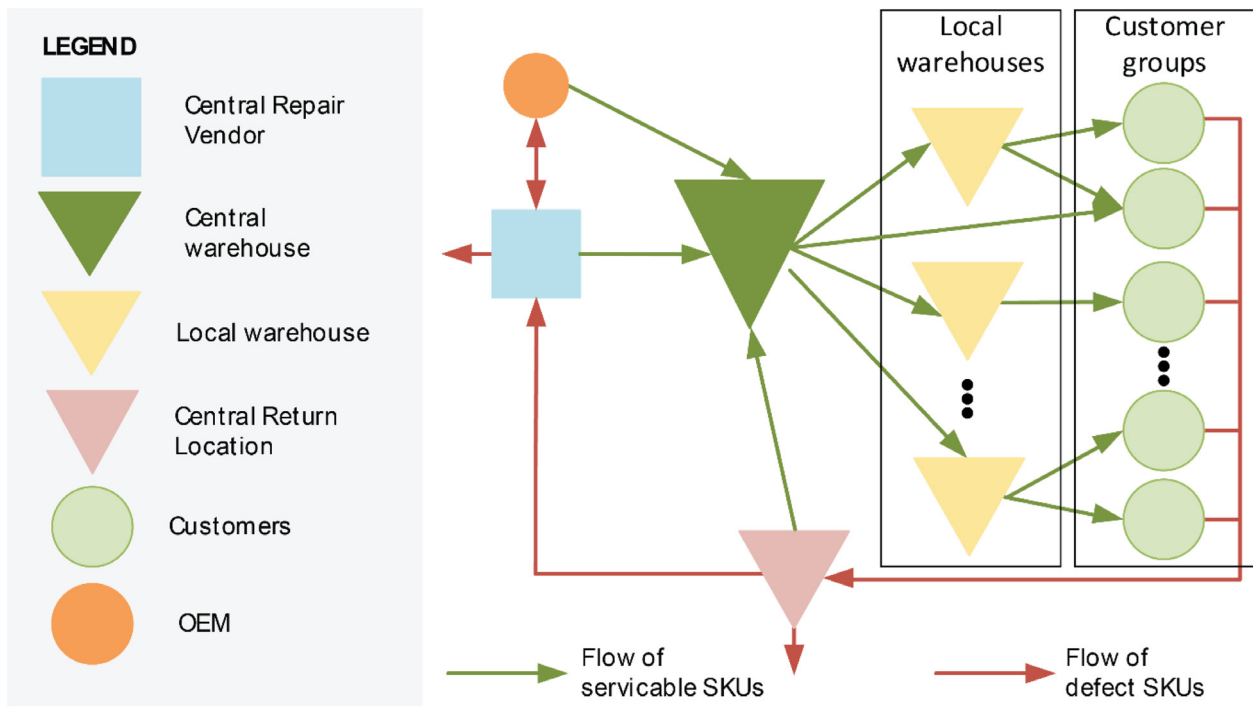 LEGEND
Central Repair
Vendor
Central
warehouse
Local warehouse
Central Return
Location
Customers
OEM
Local
warehouses
Customer
groups
Flow of
servicable SKUs
Flow of
defect SKUs